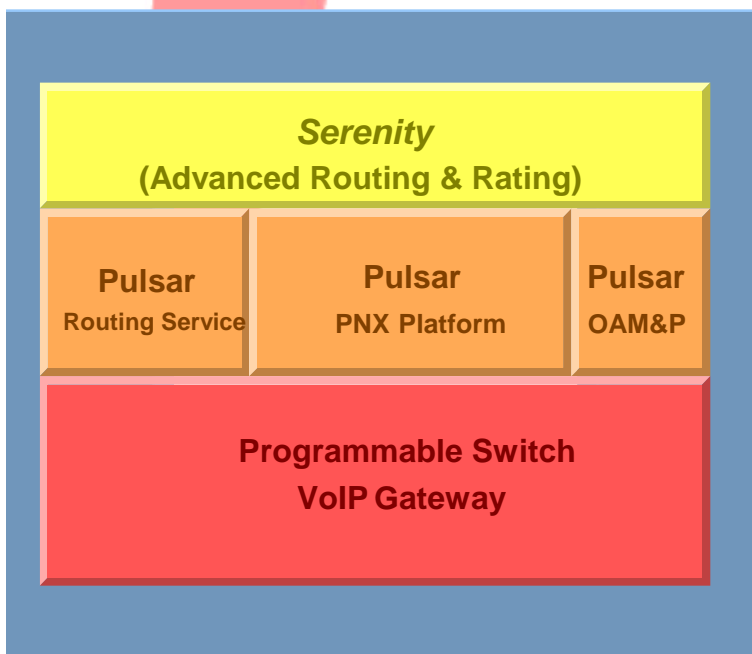 Serenity
(Advanced Routing & Rating)
Pulsar
Routing Service
Pulsar
PNX Platform
Pulsar
OAM&P
Programmable Switch
VoIP Gateway